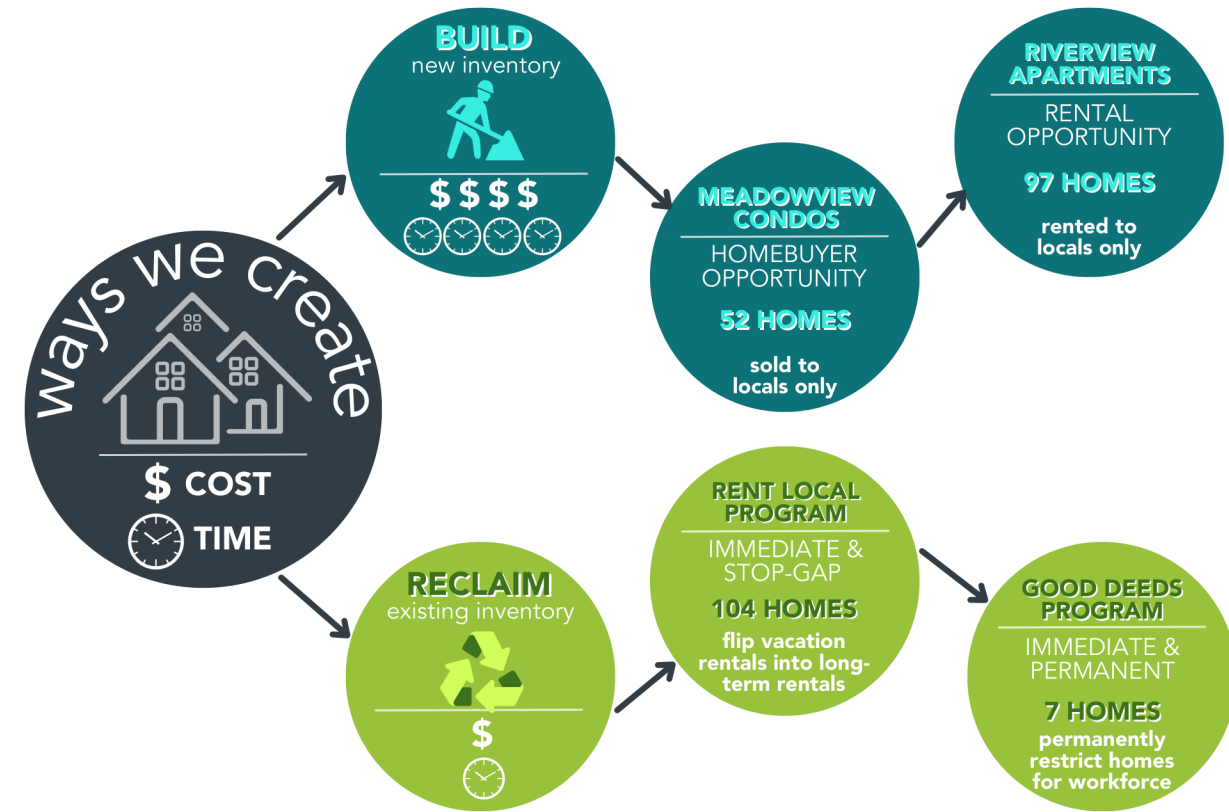 ways we create
$ COST
TIME
BUILD
new inventory
$ $ $ $
MEADOWVIEW
CONDOS
HOMEBUYER
OPPORTUNITY
52 HOMES
sold to
locals only
RIVERVIEW
APARTMENTS
RENTAL
OPPORTUNITY
97 HOMES
rented to
locals only
RECLAIM
existing inventory
$
RENT LOCAL
PROGRAM
IMMEDIATE &
STOP-GAP
104 HOMES
flip vacation
rentals into long-
term rentals
GOOD DEEDS
PROGRAM
IMMEDIATE &
PERMANENT
7 HOMES
permanently
restrict homes
for workforce